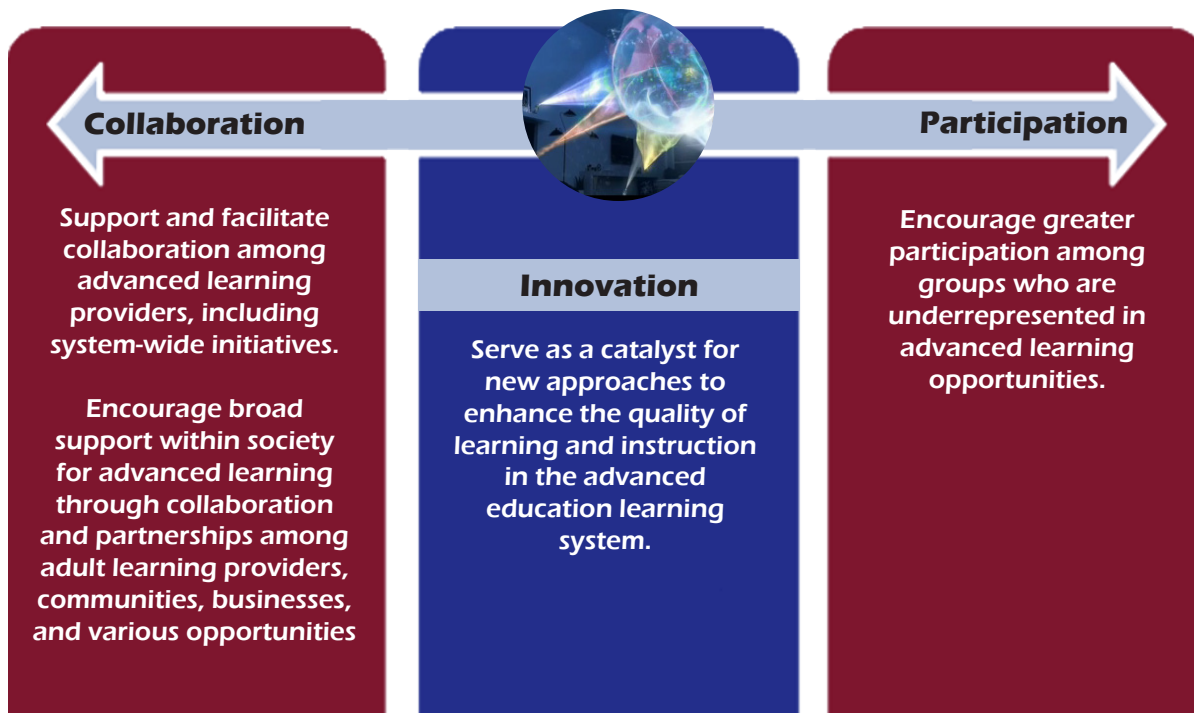 Collaboration
Support and facilitate
collaboration among
advanced learning
providers, including
system-wide initiatives.
Encourage broad
support within society
for advanced learning
through collaboration
and partnerships among
adult learning providers,
communities, businesses,
and various opportunities
Innovation
Serve as a catalyst for
new approaches to
enhance the quality of
learning and instruction
in the advanced
education learning
system.
Participation
Encourage greater
participation among
groups who are
underrepresented in
advanced learning
opportunities.